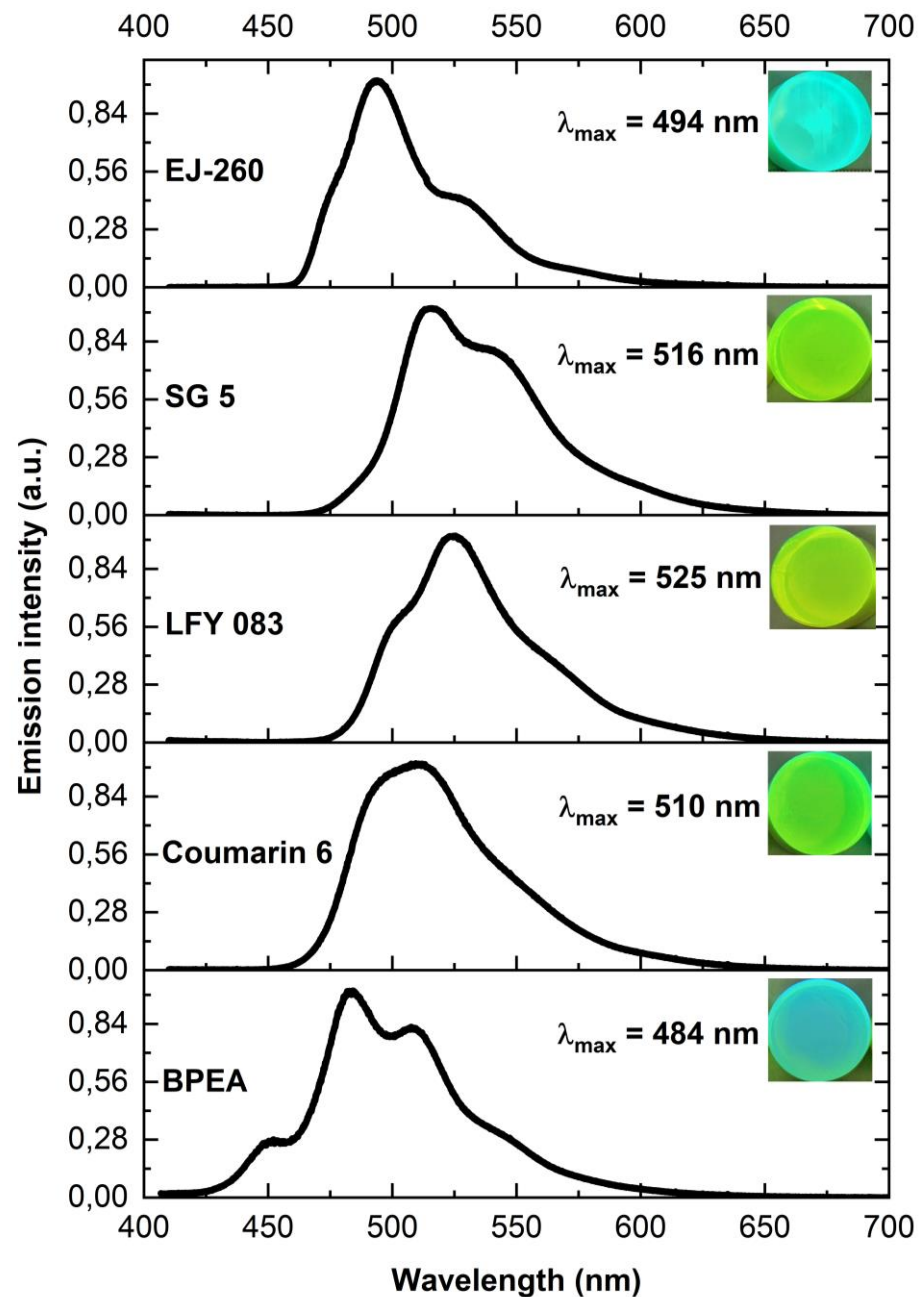 400 450 500 550 600 650 700
0,84
λmax = 494 nm
0,56
EJ-260
0,28
0,00
0,84
λmax = 516 nm
0,56
SG 5
0,28
0,00
0,84
λmax = 525 nm
0,56
LFY 083
0,28
0,00
0,84
λmax = 510 nm
0,56
Coumarin 6
0,28
0,00
0,84
λmax = 484 nm
0,56
BPEA
0,28
0,00
Emission intensity (a.u.)
400 450 500 550 600 650 700
Wavelength (nm)